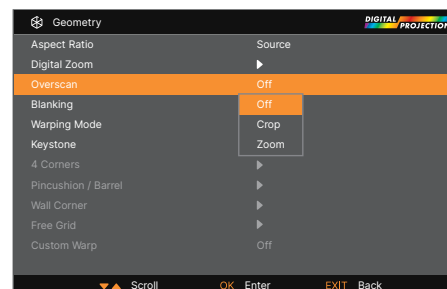 Geometry
DIGITAL
PROJECTION
Aspect Ratio Source
Digital Zoom
Overscan Off
Blanking Off
Warping Mode Crop
Keystone Zoom
4 Corners
Pincushion / Barrel
Wall Corner
Free Grid
Custom Warp Off
Scroll OK Enter EXIT Back